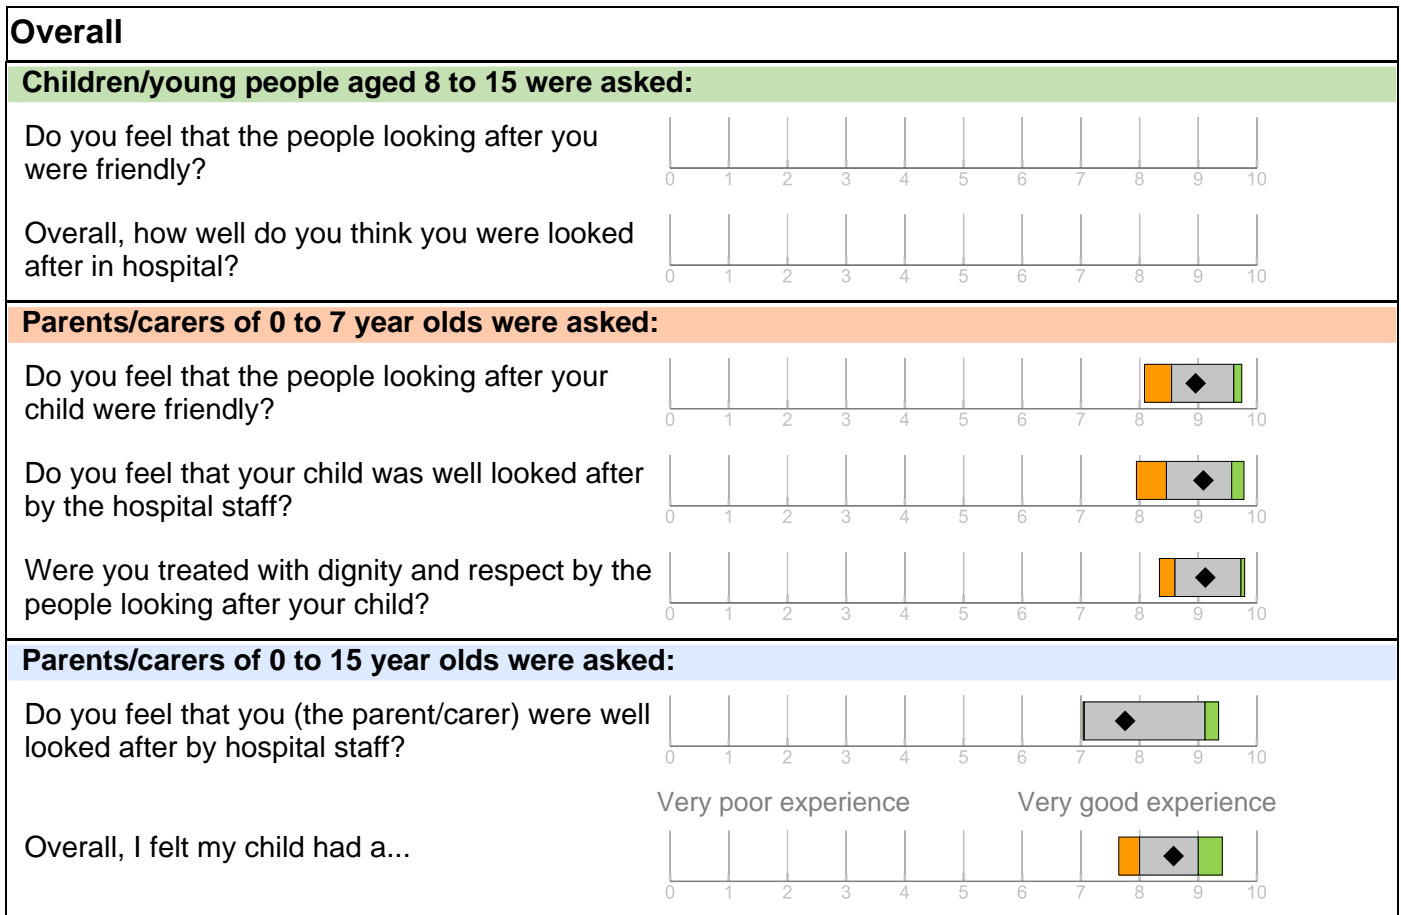 Overall
Children/young people aged 8 to 15 were asked:
Do you feel that the people looking after you
were friendly?
0 1 2 3 4 5 6 7 8 9 10
Overall, how well do you think you were looked
after in hospital?
0 1 2 3 4 5 6 7 8 9 10
Parents/carers of 0 to 7 year olds were asked:
Do you feel that the people looking after your
child were friendly?
0 1 2 3 4 5 6 7 8 9 10
Do you feel that your child was well looked after
by the hospital staff?
0 1 2 3 4 5 6 7 8 9 10
Were you treated with dignity and respect by the
people looking after your child?
0 1 2 3 4 5 6 7 8 9 10
Parents/carers of 0 to 15 year olds were asked:
Do you feel that you (the parent/carer) were well
looked after by hospital staff?
0 1 2 3 4 5 6 7 8 9 10
Very poor experience Very good experience
Overall, I felt my child had a...
0 1 2 3 4 5 6 7 8 9 10